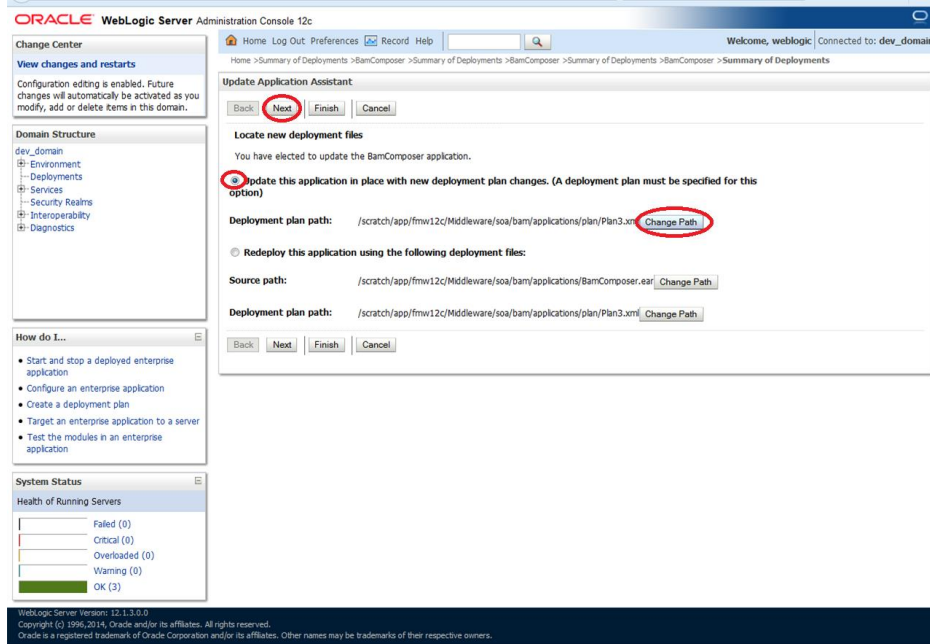 ORACLE WebLogic Server Administration Console 12c
Change Center
View changes and restarts
Configuration editing is enabled. Future
changes will automatically be activated as you
modify, add or delete items in this domain.
Domain Structure
dev_domain
Environment
Deployments
Services
Security Realms
Interoperability
Diagnostics
How do I...
Start and stop a deployed enterprise
application
Configure an enterprise application
Create a deployment plan
Target an enterprise application to a server
Test the modules in an enterprise
application
System Status
Health of Running Servers
Failed (0)
Critical (0)
Overloaded (0)
Warning (0)
OK (3)
Home Log Out Preferences Record Help
Welcome, weblogic Connected to: dev_domain
Home >Summary of Deployments >BamComposer >Summary of Deployments >BamComposer >Summary of Deployments >BamComposer >Summary of Deployments
Update Application Assistant
Back Next Finish Cancel
Locate new deployment files
You have elected to update the BamComposer application.
Update this application in place with new deployment plan changes. (A deployment plan must be specified for this
option)
Deployment plan path: /scratch/app/fmw12c/Middleware/soa/bam/applications/plan/Plan3.xml Change Path
Redeploy this application using the following deployment files:
Source path: /scratch/app/fmw12c/Middleware/soa/bam/applications/BamComposer.ear Change Path
Deployment plan path: /scratch/app/fmw12c/Middleware/soa/bam/applications/plan/Plan3.xml Change Path
Back Next Finish Cancel
WebLogic Server Version: 12.1.3.0.0
Copyright (c) 1996,2014, Oracle and/or its affiliates. All rights reserved.
Oracle is a registered trademark of Oracle Corporation and/or its affiliates. Other names may be trademarks of their respective owners.